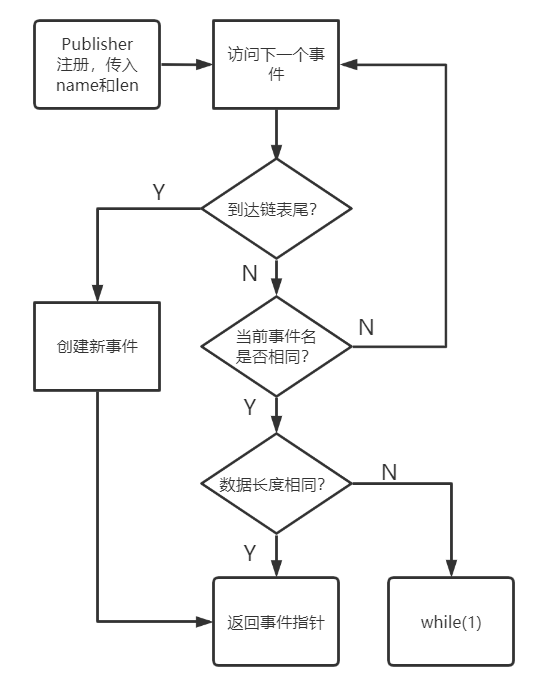 Publisher
注册，传入
name和len
访问下一个事
件
Y
到达链表尾？
N
创建新事件
当前事件名
是否相同？
N
Y
数据长度相同？
N
Y
返回事件指针
while(1)